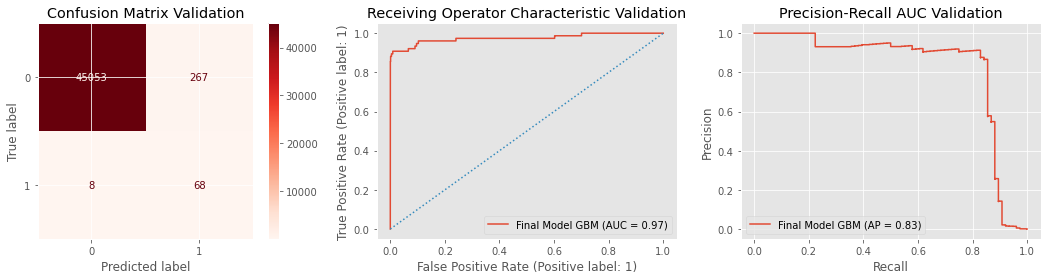 Confusion Matrix Validation
0
1
True label
45053
267
8
68
0
1
Predicted label
40000
30000
20000
10000
Receiving Operator Characteristic Validation
True Positive Rate (Positive label: 1)
1.0
0.8
0.6
0.4
0.2
0.0
Final Model GBM (AUC = 0.97)
0.0 0.2 0.4 0.6 0.8 1.0
False Positive Rate (Positive label: 1)
Precision-Recall AUC Validation
Precision
1.0
0.8
0.6
0.4
0.2
0.0
Final Model GBM (AP = 0.83)
0.0 0.2 0.4 0.6 0.8 1.0
Recall